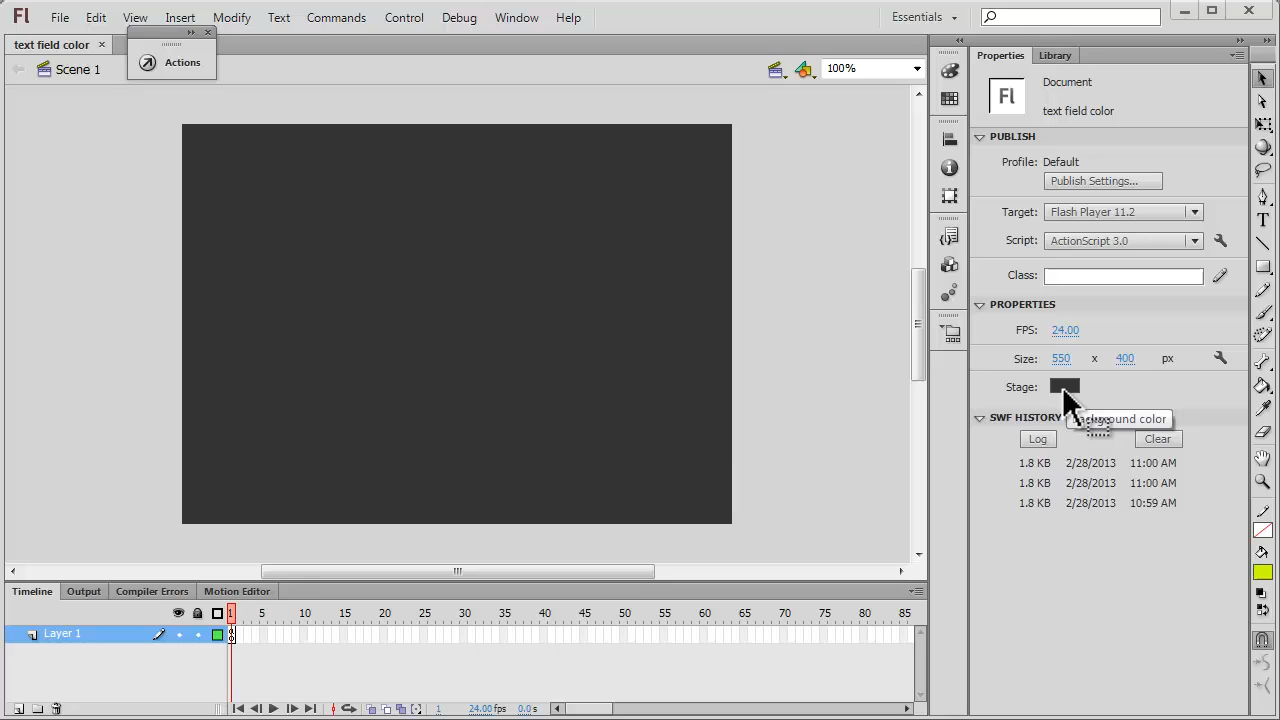 Fl File Edit View Insert Modify Text Commands Control Debug Window Help Essentials
text field color ×
Actions
Scene 1
100%
Properties Library
Fl
Document
text field color
PUBLISH
Profile: Default
Publish Settings...
Target: Flash Player 11.2
Script: ActionScript 3.0
Class:
PROPERTIES
FPS: 24.00
Size: 550 x 400 px
Stage:
SWF HISTORY
ground color
Log Clear
1.8 KB 2/28/2013 11:00 AM
1.8 KB 2/28/2013 11:00 AM
1.8 KB 2/28/2013 10:59 AM
Timeline Output Compiler Errors Motion Editor
1 5 10 15 20 25 30 35 40 45 50 55 60 65 70 75 80 85
Layer 1
1 24.00 fps 0.0 s